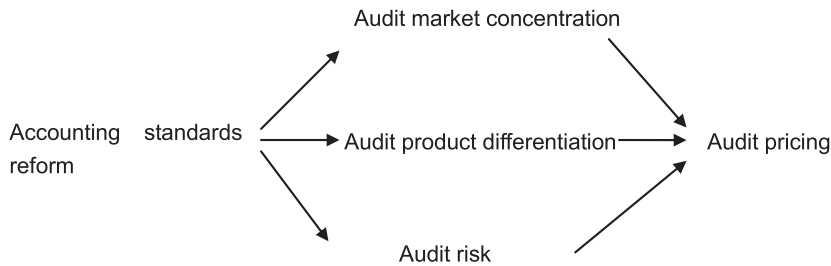 Audit market concentration
Accounting standards
reform
Audit product differentiation
Audit pricing
Audit risk